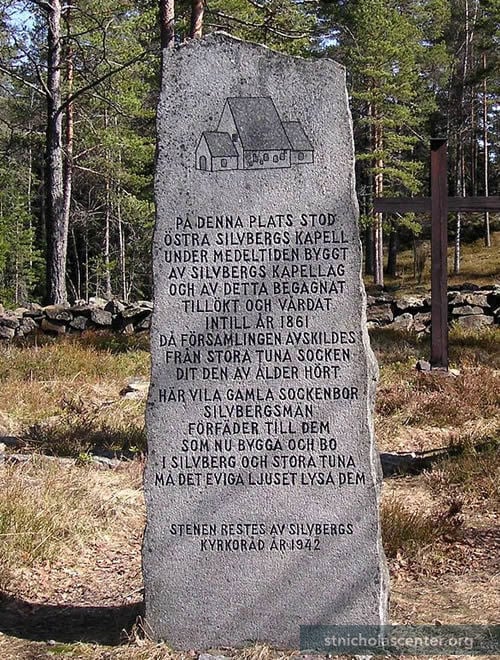 PÅ DENNA PLATS STOD
ÖSTRA SILVBERGS KAPELL
UNDER MEDELTIDEN BYGGT
AV SILVBERGS KAPELLAG
OCH AV DETTA BEGAGNAT
TILLÖKT OCH VÅRDAT
INTILL ÅR 1861
DÅ FÖRSAMLINGEN AVSKILDES
FRÅN STORA TUNA SOCKEN
DIT DEN AV ÅLDER HÖRT
HÄR VILA GAMLA SOCKENBOR
SILVBERGSMÄN
FÖRFÄDER TILL DEM
SOM NU BYGGA OCH BO
I SILVBERG OCH STORA TUNA
MÅ DET EVIGA LJUSET LYSA DEM
STENEN RESTES AV SILVBERGS
KYRKORÅD ÅR 1942
stnicholascenter.org